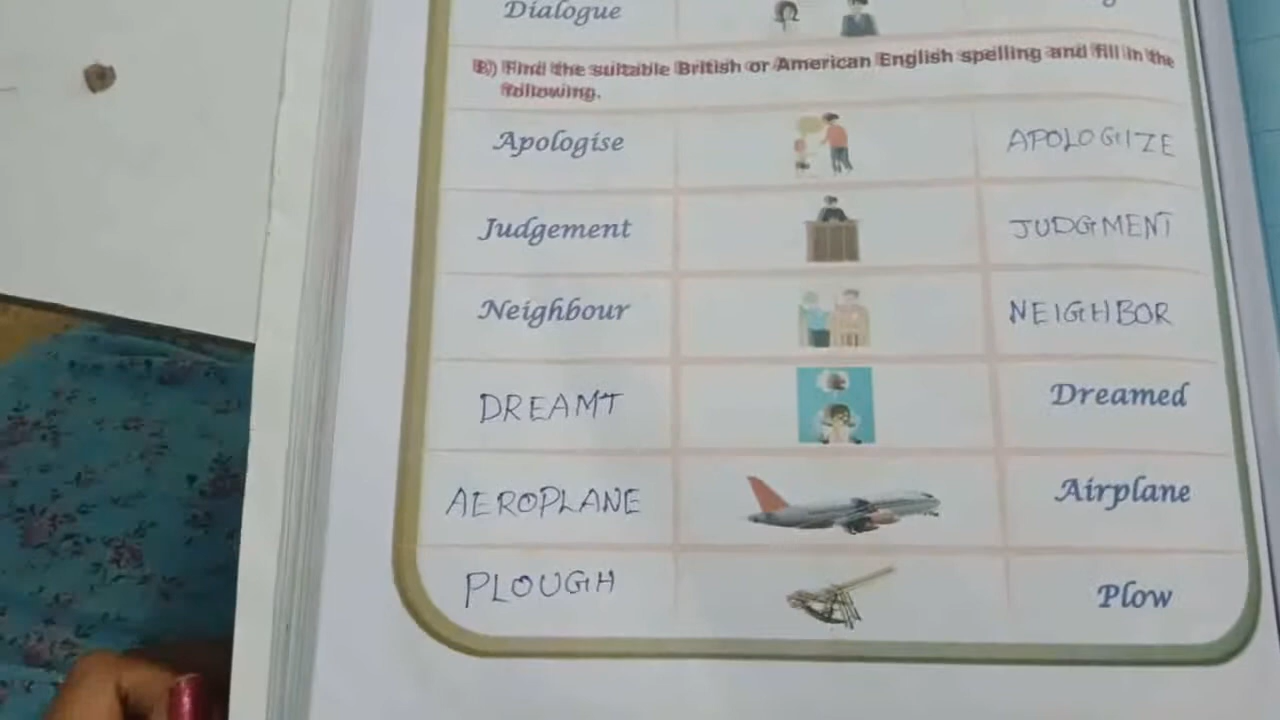 Dialogue
B) Find the suitable British or American English spelling and fill in the
following.
Apologise APOLOGIZE
Judgement JUDGMENT
Neighbour NEIGHBOR
DREAMT Dreamed
AEROPLANE Airplane
PLOUGH Plow